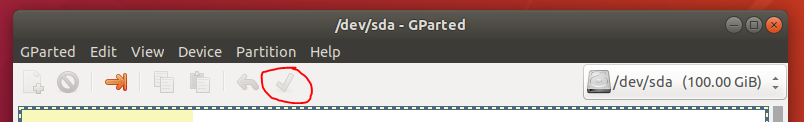 /dev/sda - GParted
GParted Edit View Device Partition Help
/dev/sda (100.00 GiB)